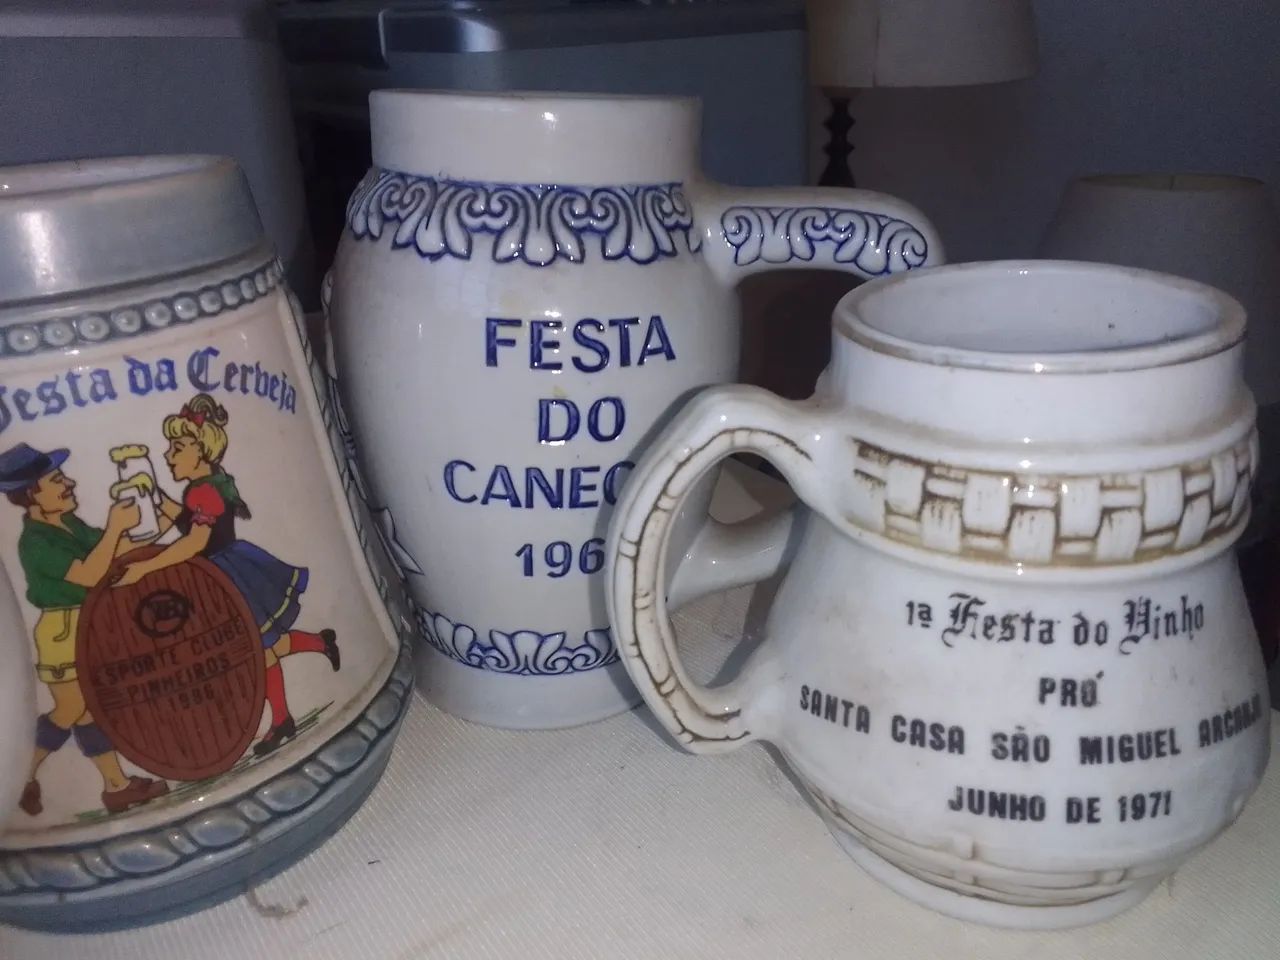 Festa da Cerveja
ESPORTE CLUBE
PINHEIROS
1996
FESTA
DO
CANEC
196
1ª Festa do Vinho
PRÓ
SANTA CASA SÃO MIGUEL ARCANJO
JUNHO DE 1971